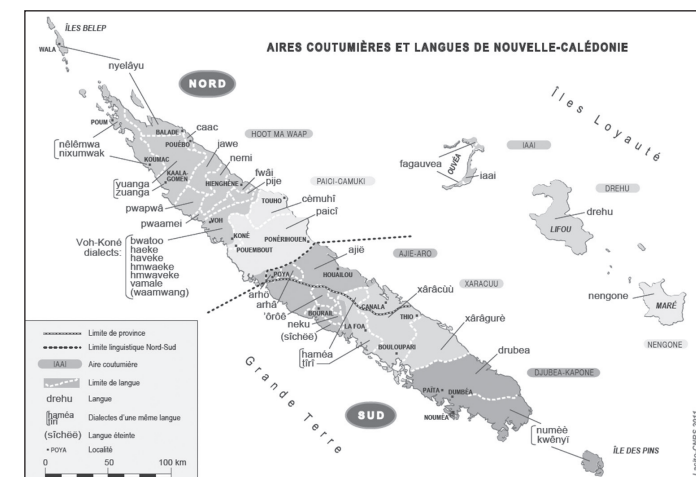 AIRES COUTUMIÈRES ET LANGUES DE NOUVELLE-CALÉDONIE
ÎLES BELEP
WALA
nyelâyu
NORD
POUM
BALADE
POUÉBO
caac
HOOT MA WAAP
jawe
nemi
fwâi
pije
nêlêmwa
nixumwak
KOUMAC
KAALA-
GOMEN
HIENGHÈNE
yuanga
zuanga
pwapwâ
pwaamei
VOH
TOUHO
PAICI-CAMUKI
cèmuhî
paicî
Voh-Koné
dialects:
bwatoo
haeke
haveke
hmwaeke
hmwaveke
vamale
(waamwang)
KONÉ
POUEMBOUT
PONÉRIHOUEN
ajië
AJIE-ARO
POYA
HOUAILOU
arhö
arhâ
'ôrôê
neku
(sîchëë)
BOURAIL
LA FOA
CANALA
xârâcùù
XARACUU
THIO
xârâgurè
haméa
tîrî
BOULOUPARI
drubea
DJUBEA-KAPONE
PAÏTA
DUMBÉA
NOUMÉA
numèè
kwênyï
ÎLE DES PINS
SUD
Grande Terre
Îles Loyauté
fagauvea
OUVÉA
iaai
IAAI
DREHU
drehu
LIFOU
nengone
MARÉ
NENGONE
Limite de province
Limite linguistique Nord-Sud
IAAI Aire coutumière
Limite de langue
drehu Langue
haméa
tîrî
Dialectes d'une même langue
(sîchëë) Langue éteinte
POYA Localité
0 50 100 km
Lacito CNRS 2011